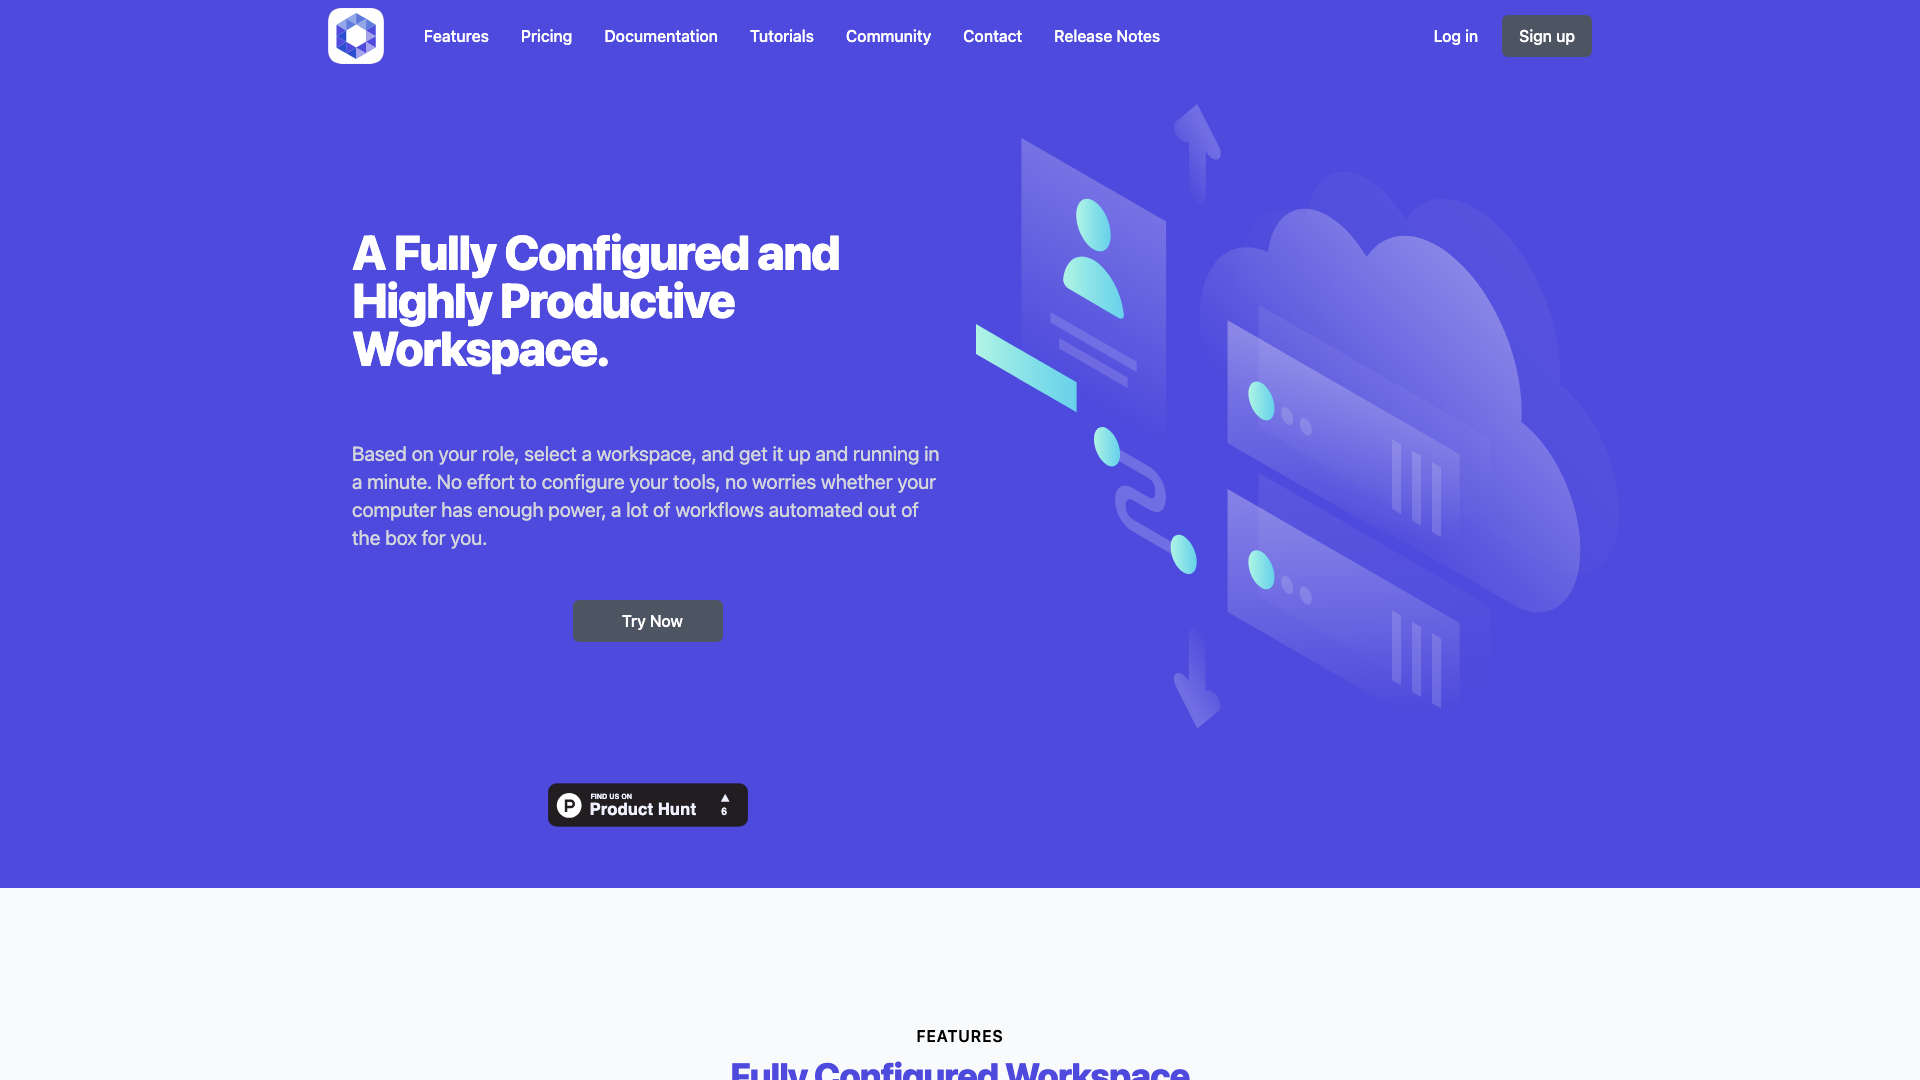 Features
Pricing
Documentation
Tutorials
Community
Contact
Release Notes
Log in
Sign up
A Fully Configured and
Highly Productive
Workspace.
Based on your role, select a workspace, and get it up and running in
a minute. No effort to configure your tools, no worries whether your
computer has enough power, a lot of workflows automated out of
the box for you.
Try Now
P
FIND US ON
Product Hunt
▲
6
FEATURES
Fully Configured Workspace